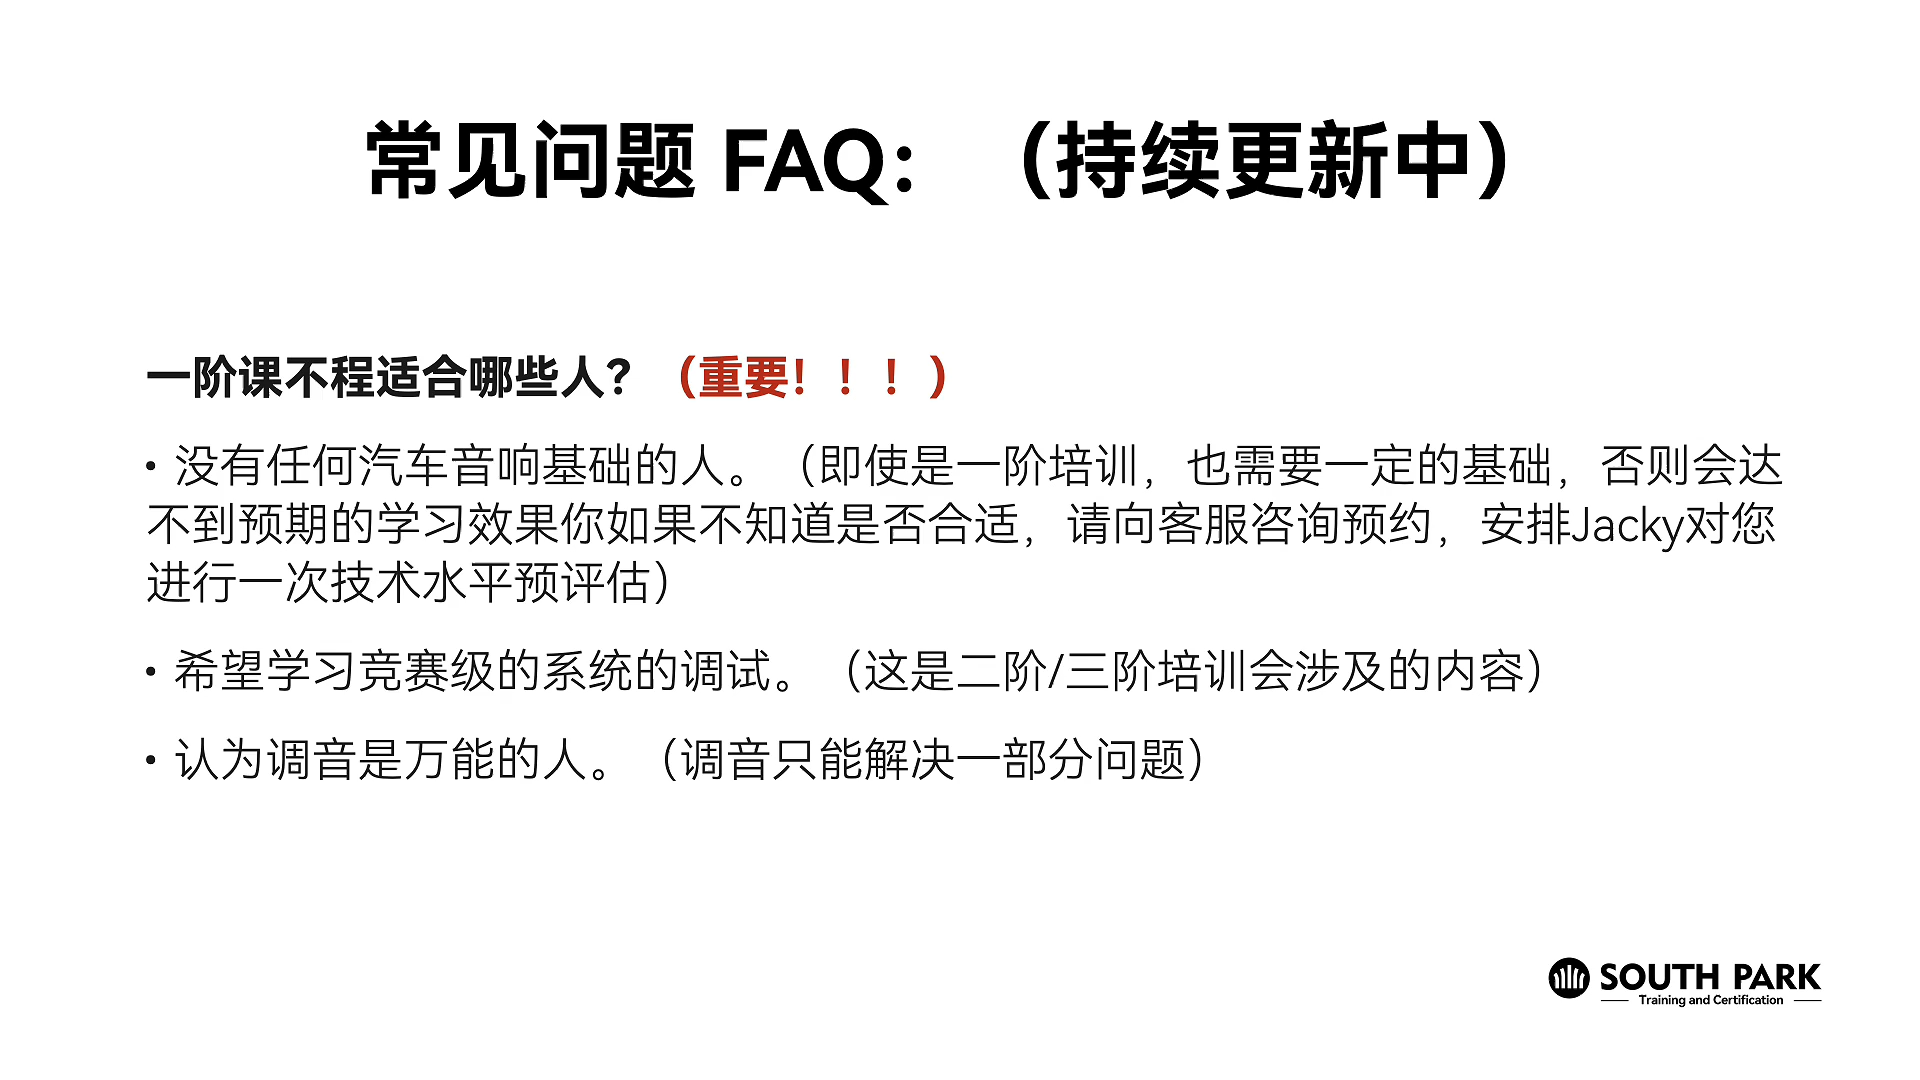 常见问题 FAQ：（持续更新中）
一阶课不程适合哪些人？（重要！！！）
• 没有任何汽车音响基础的人。（即使是一阶培训，也需要一定的基础，否则会达
不到预期的学习效果你如果不知道是否合适，请向客服咨询预约，安排Jacky对您
进行一次技术水平预评估）
• 希望学习竞赛级的系统的调试。（这是二阶/三阶培训会涉及的内容）
• 认为调音是万能的人。（调音只能解决一部分问题）
SOUTH PARK
Training and Certification